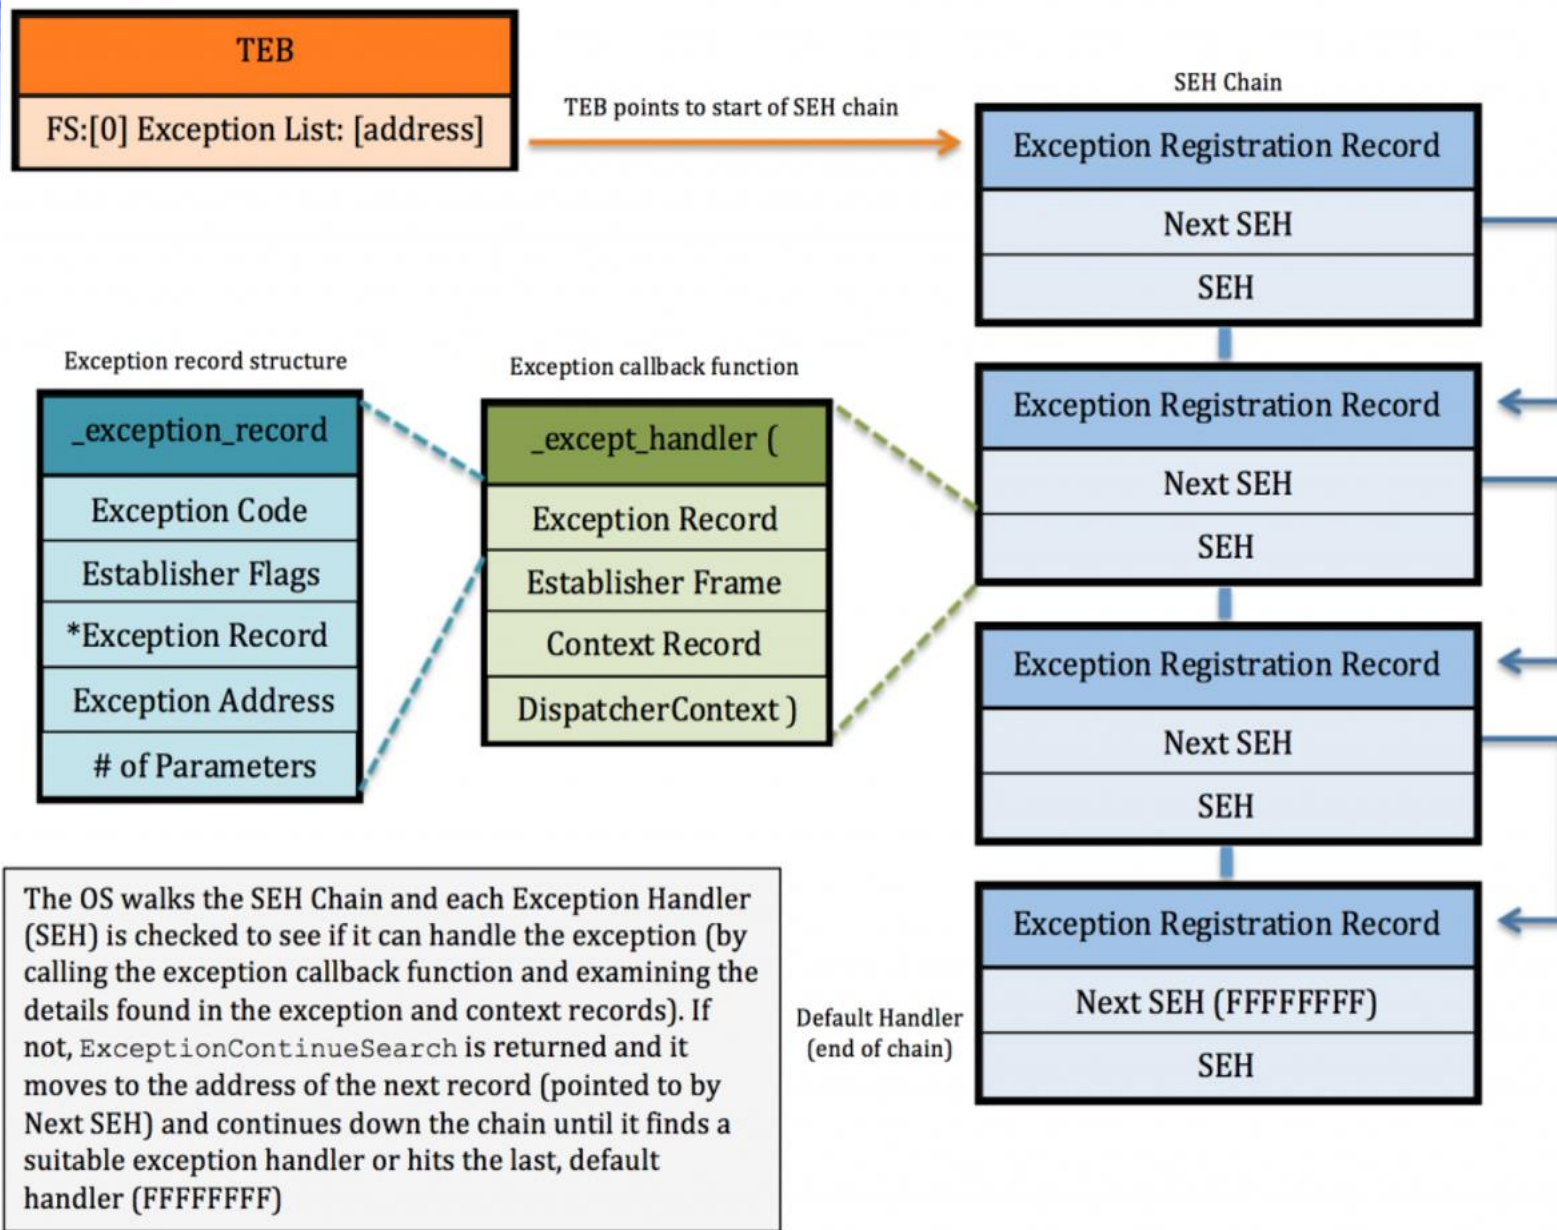 TEB
FS:[0] Exception List: [address]
TEB points to start of SEH chain
SEH Chain
Exception Registration Record
Next SEH
SEH
Exception Registration Record
Next SEH
SEH
Exception Registration Record
Next SEH
SEH
Default Handler
(end of chain)
Exception Registration Record
Next SEH (FFFFFFFF)
SEH
Exception record structure
_exception_record
Exception Code
Establisher Flags
*Exception Record
Exception Address
# of Parameters
Exception callback function
_except_handler (
Exception Record
Establisher Frame
Context Record
DispatcherContext )
The OS walks the SEH Chain and each Exception Handler
(SEH) is checked to see if it can handle the exception (by
calling the exception callback function and examining the
details found in the exception and context records). If
not, ExceptionContinueSearch is returned and it
moves to the address of the next record (pointed to by
Next SEH) and continues down the chain until it finds a
suitable exception handler or hits the last, default
handler (FFFFFFFF)